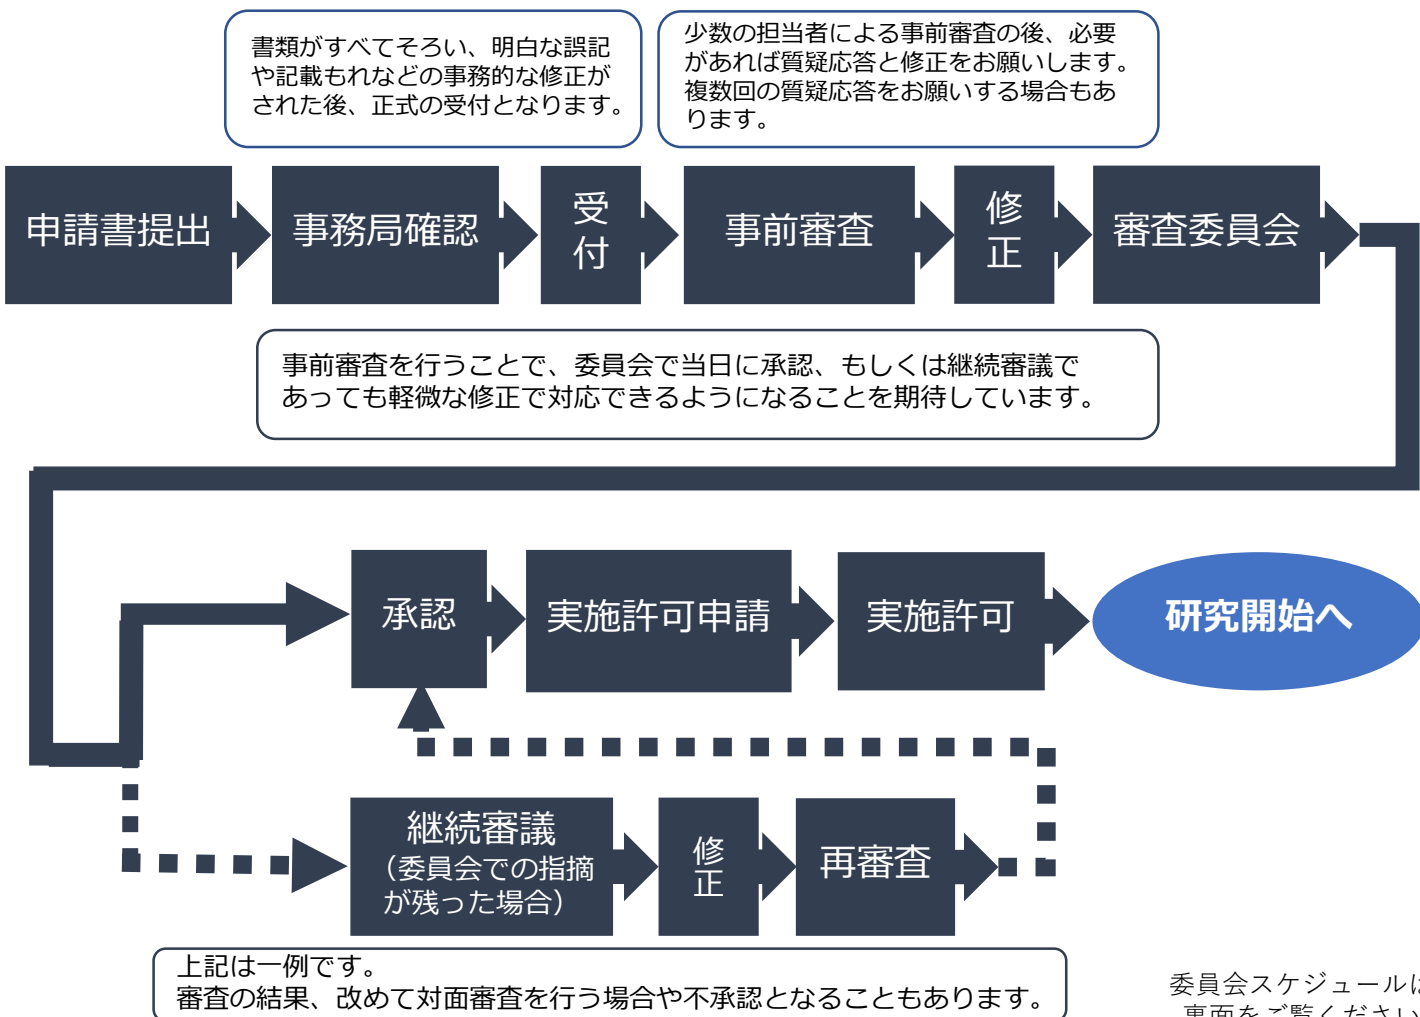 書類がすべてそろい、明白な誤記
や記載もれなどの事務的な修正が
された後、正式の受付となります。
少数の担当者による事前審査の後、必要
があれば質疑応答と修正をお願いします。
複数回の質疑応答をお願いする場合もあ
ります。
申請書提出
事務局確認
受
付
事前審査
修
正
審査委員会
事前審査を行うことで、委員会で当日に承認、もしくは継続審議で
あっても軽微な修正で対応できるようになることを期待しています。
承認
実施許可申請
実施許可
研究開始へ
継続審議
（委員会での指摘
が残った場合）
修
正
再審査
上記は一例です。
審査の結果、改めて対面審査を行う場合や不承認となることもあります。
委員会スケジュールは
裏面をご覧ください